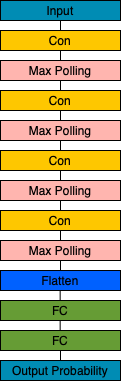 Input
Con
Max Polling
Con
Max Polling
Con
Max Polling
Con
Max Polling
Flatten
FC
FC
Output Probability